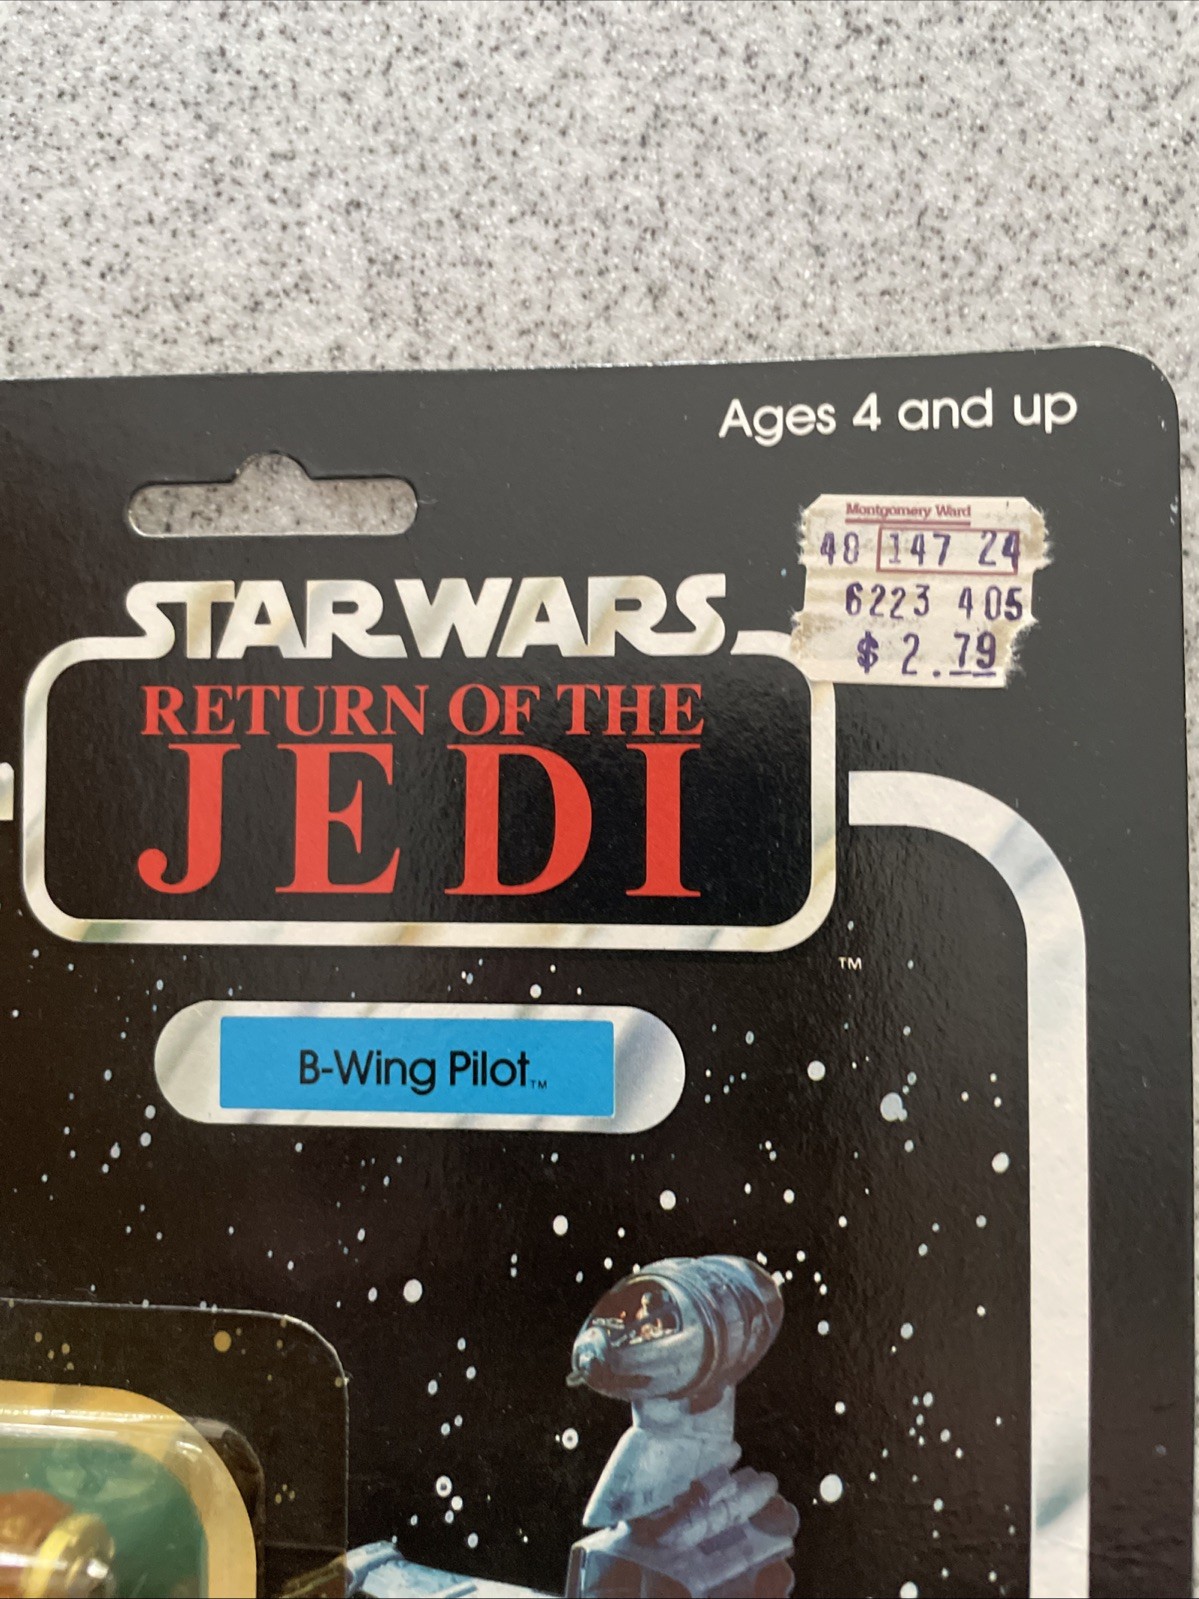 Ages 4 and up
Montgomery Ward
40 147 24
6223 405
$ 2.79
STAR WARS
RETURN OF THE
JEDI
TM
B-Wing Pilot TM